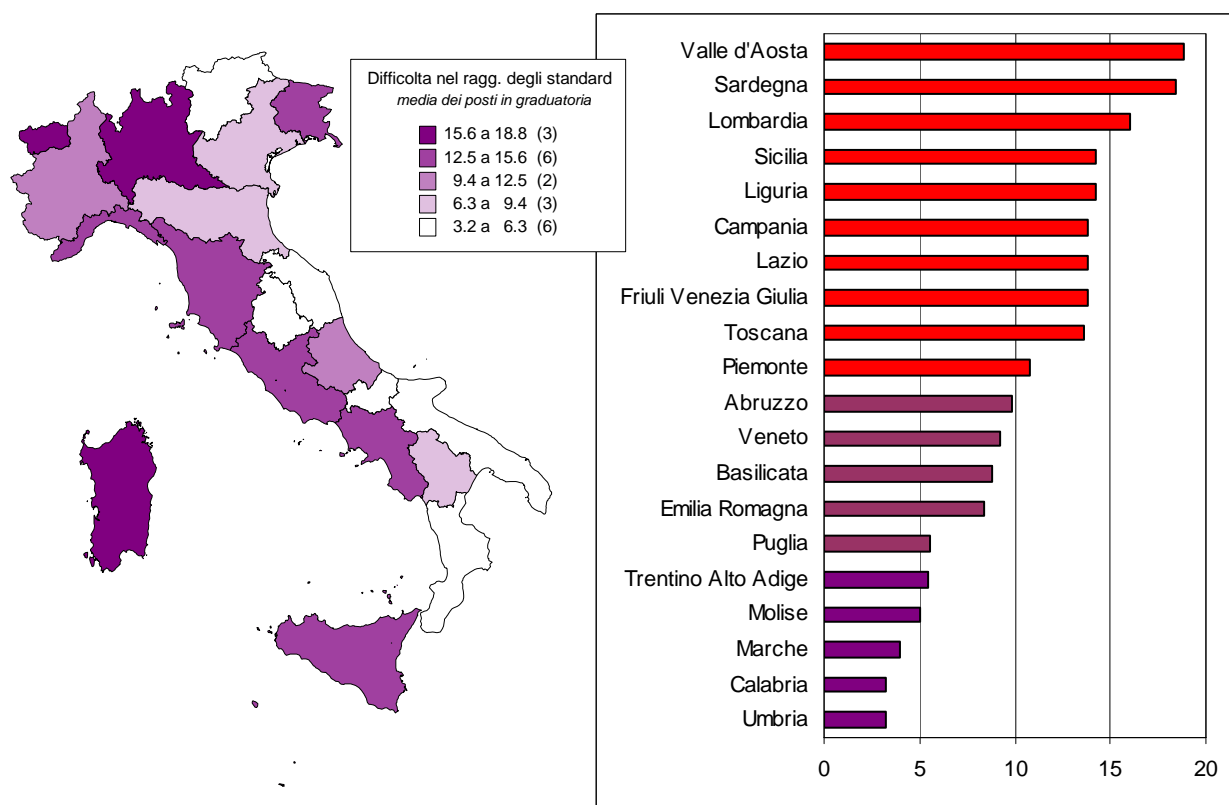 Difficolta nel ragg. degli standard
media dei posti in graduatoria
15.6 a 18.8 (3)
12.5 a 15.6 (6)
9.4 a 12.5 (2)
6.3 a 9.4 (3)
3.2 a 6.3 (6)
Valle d'Aosta
Sardegna
Lombardia
Sicilia
Liguria
Campania
Lazio
Friuli Venezia Giulia
Toscana
Piemonte
Abruzzo
Veneto
Basilicata
Emilia Romagna
Puglia
Trentino Alto Adige
Molise
Marche
Calabria
Umbria
0 5 10 15 20